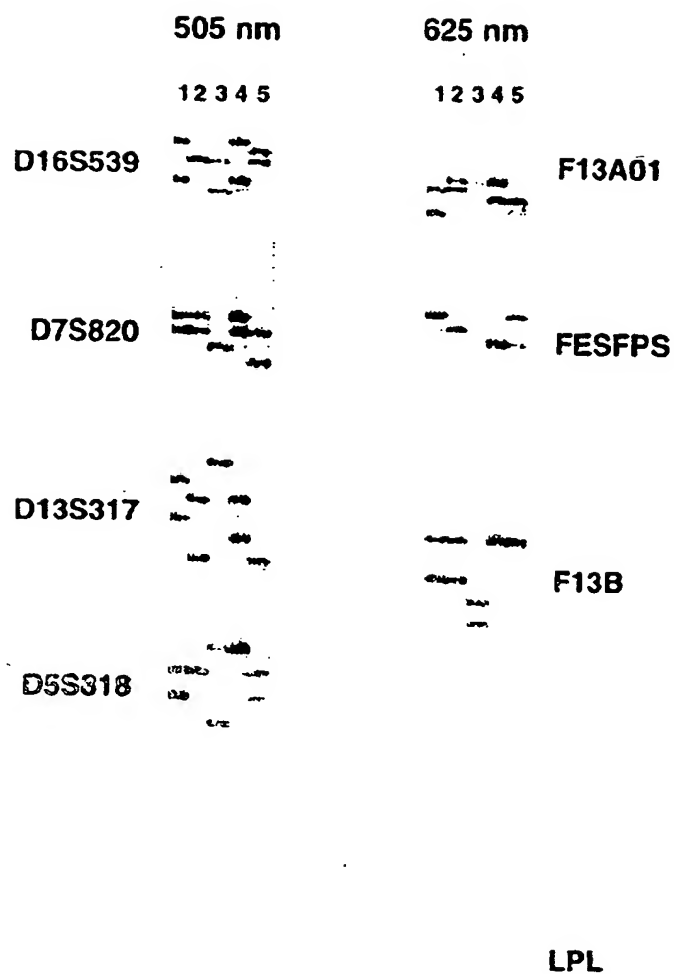 505 nm
625 nm
1 2 3 4 5
1 2 3 4 5
D16S539
F13A01
D7S820
FESFPS
D13S317
F13B
D5S318
LPL